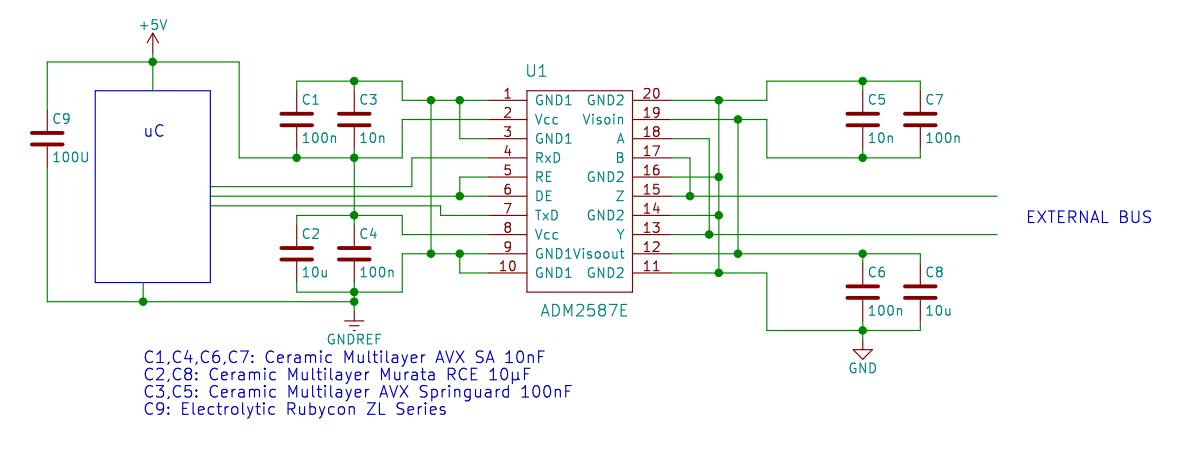 +5V
U1
C9
100U
uC
C1
100n
C3
10n
1 GND1 GND2 20
2 Vcc Visoin 19
3 GND1 A 18
4 RxD B 17
5 RE GND2 16
6 DE Z 15
7 TxD GND2 14
8 Vcc Y 13
9 GND1 Visoout 12
10 GND1 GND2 11
C5
10n
C7
100n
EXTERNAL BUS
C2
10u
C4
100n
C6
100n
C8
10u
ADM2587E
GNDREF
GND
C1,C4,C6,C7: Ceramic Multilayer AVX SA 10nF
C2,C8: Ceramic Multilayer Murata RCE 10µF
C3,C5: Ceramic Multilayer AVX Springuard 100nF
C9: Electrolytic Rubycon ZL Series